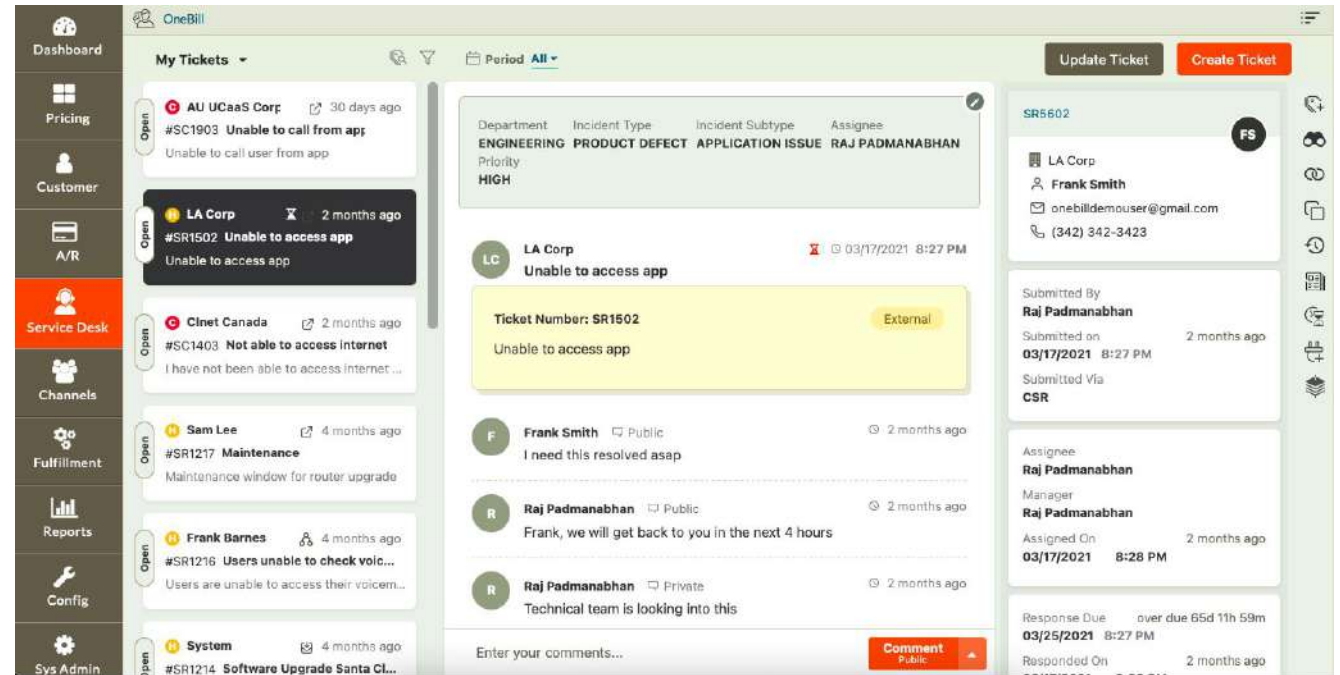 Dashboard
Pricing
Customer
A/R
Service Desk
Channels
Fulfillment
Reports
Config
Sys Admin
OneBill
My Tickets
Period All
Update Ticket
Create Ticket
Open
C AU UCaaS Corp 30 days ago
#SC1903 Unable to call from app
Unable to call user from app
Open
H LA Corp 2 months ago
#SR1502 Unable to access app
Unable to access app
Open
C Clnet Canada 2 months ago
#SC1403 Not able to access internet
I have not been able to access internet ...
Open
H Sam Lee 4 months ago
#SR1217 Maintenance
Maintenance window for router upgrade
Open
H Frank Barnes 4 months ago
#SR1216 Users unable to check voic...
Users are unable to access their voicem...
Open
System 4 months ago
#SR1214 Software Upgrade Santa Cl...
Department Incident Type Incident Subtype Assignee
ENGINEERING PRODUCT DEFECT APPLICATION ISSUE RAJ PADMANABHAN
Priority
HIGH
LC
LA Corp 03/17/2021 8:27 PM
Unable to access app
Ticket Number: SR1502 External
Unable to access app
F
Frank Smith Public 2 months ago
I need this resolved asap
R
Raj Padmanabhan Public 2 months ago
Frank, we will get back to you in the next 4 hours
R
Raj Padmanabhan Private 2 months ago
Technical team is looking into this
Enter your comments...
Comment
Public
SR5602
FS
LA Corp
Frank Smith
onebilldemouser@gmail.com
(342) 342-3423
Submitted By
Raj Padmanabhan
Submitted on 2 months ago
03/17/2021 8:27 PM
Submitted Via
CSR
Assignee
Raj Padmanabhan
Manager
Raj Padmanabhan
Assigned On 2 months ago
03/17/2021 8:28 PM
Response Due over due 65d 11h 59m
03/25/2021 8:27 PM
Responded On 2 months ago